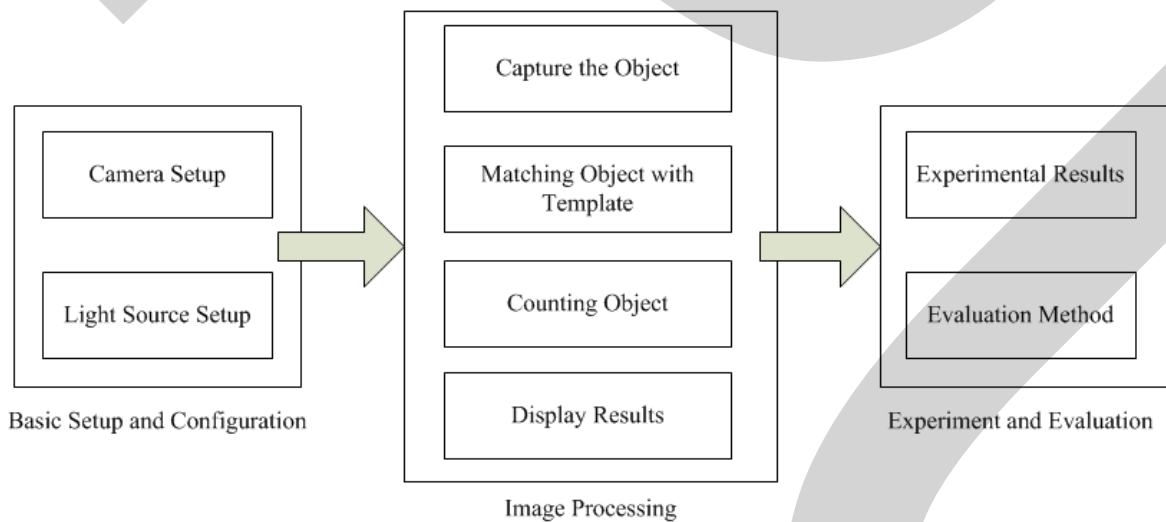 Camera Setup
Light Source Setup
Basic Setup and Configuration
Capture the Object
Matching Object with
Template
Counting Object
Display Results
Image Processing
Experimental Results
Evaluation Method
Experiment and Evaluation